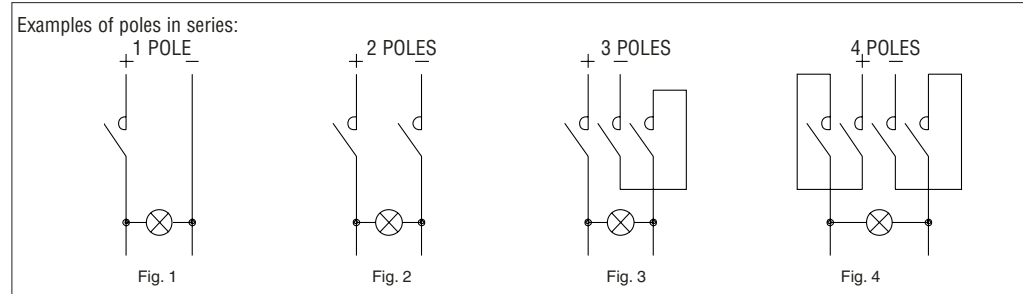 Examples of poles in series:
1 POLE 2 POLES 3 POLES 4 POLES
+ – + – + – + –
Fig. 1 Fig. 2 Fig. 3 Fig. 4